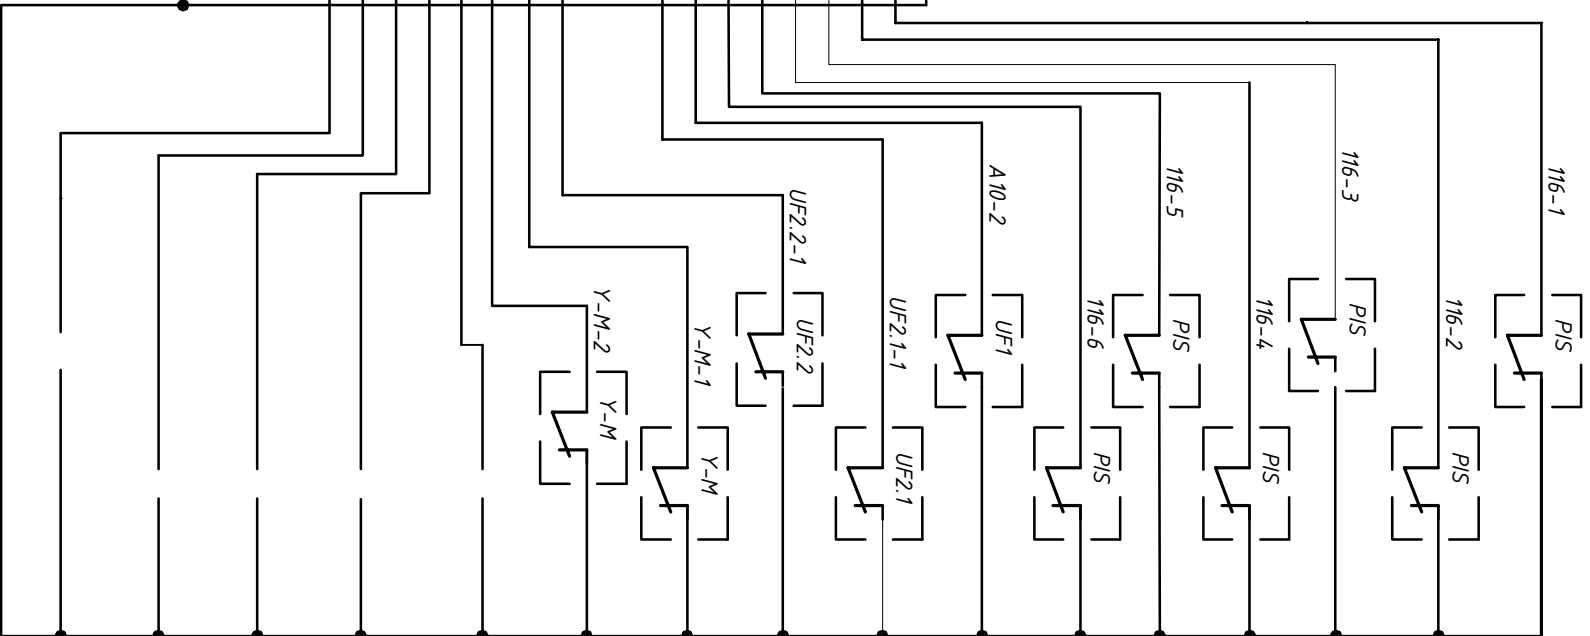 116-1
PIS
116-2
PIS
116-3
PIS
116-4
PIS
116-5
PIS
116-6
PIS
A10-2
UF1
UF2.1-1
UF2.1
UF2.2-1
UF2.2
Y-M-1
Y-M
Y-M-2
Y-M